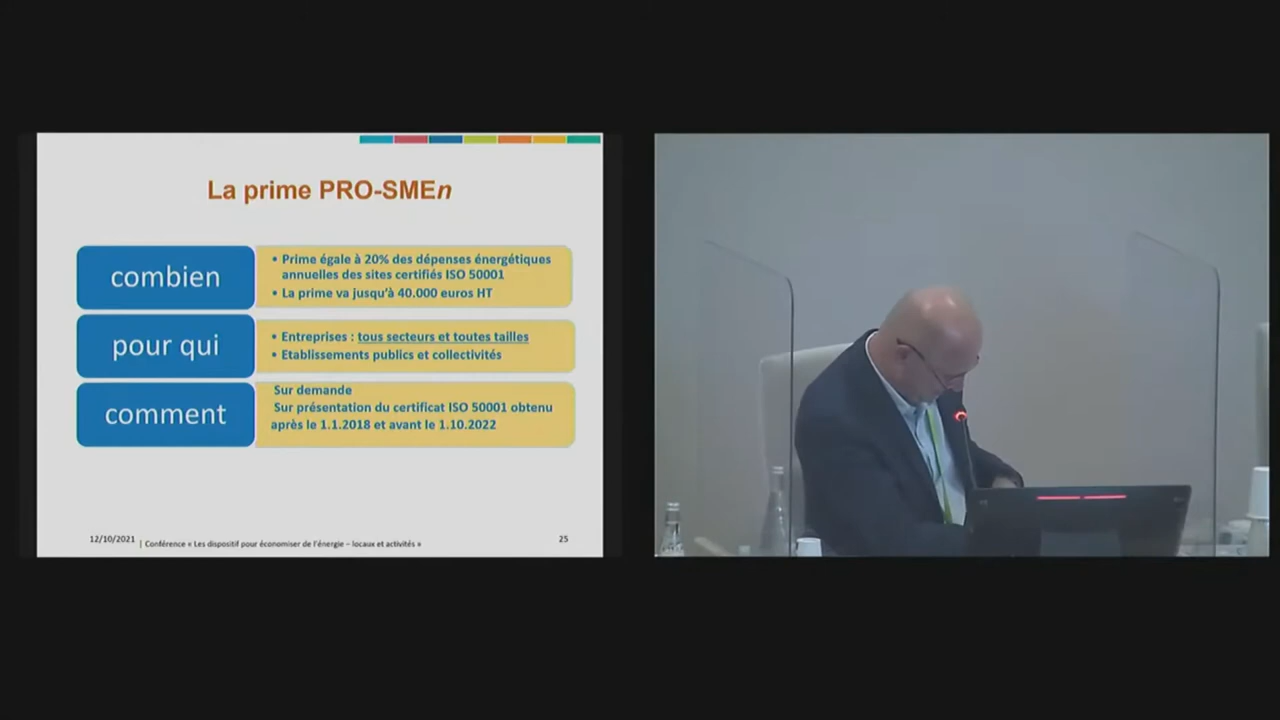 La prime PRO-SMEn
combien
• Prime égale à 20% des dépenses énergétiques
annuelles des sites certifiés ISO 50001
• La prime va jusqu'à 40.000 euros HT
pour qui
• Entreprises : tous secteurs et toutes tailles
• Etablissements publics et collectivités
comment
Sur demande
Sur présentation du certificat ISO 50001 obtenu
après le 1.1.2018 et avant le 1.10.2022
12/10/2021 | Conférence « Les dispositif pour économiser de l'énergie – locaux et activités » 25